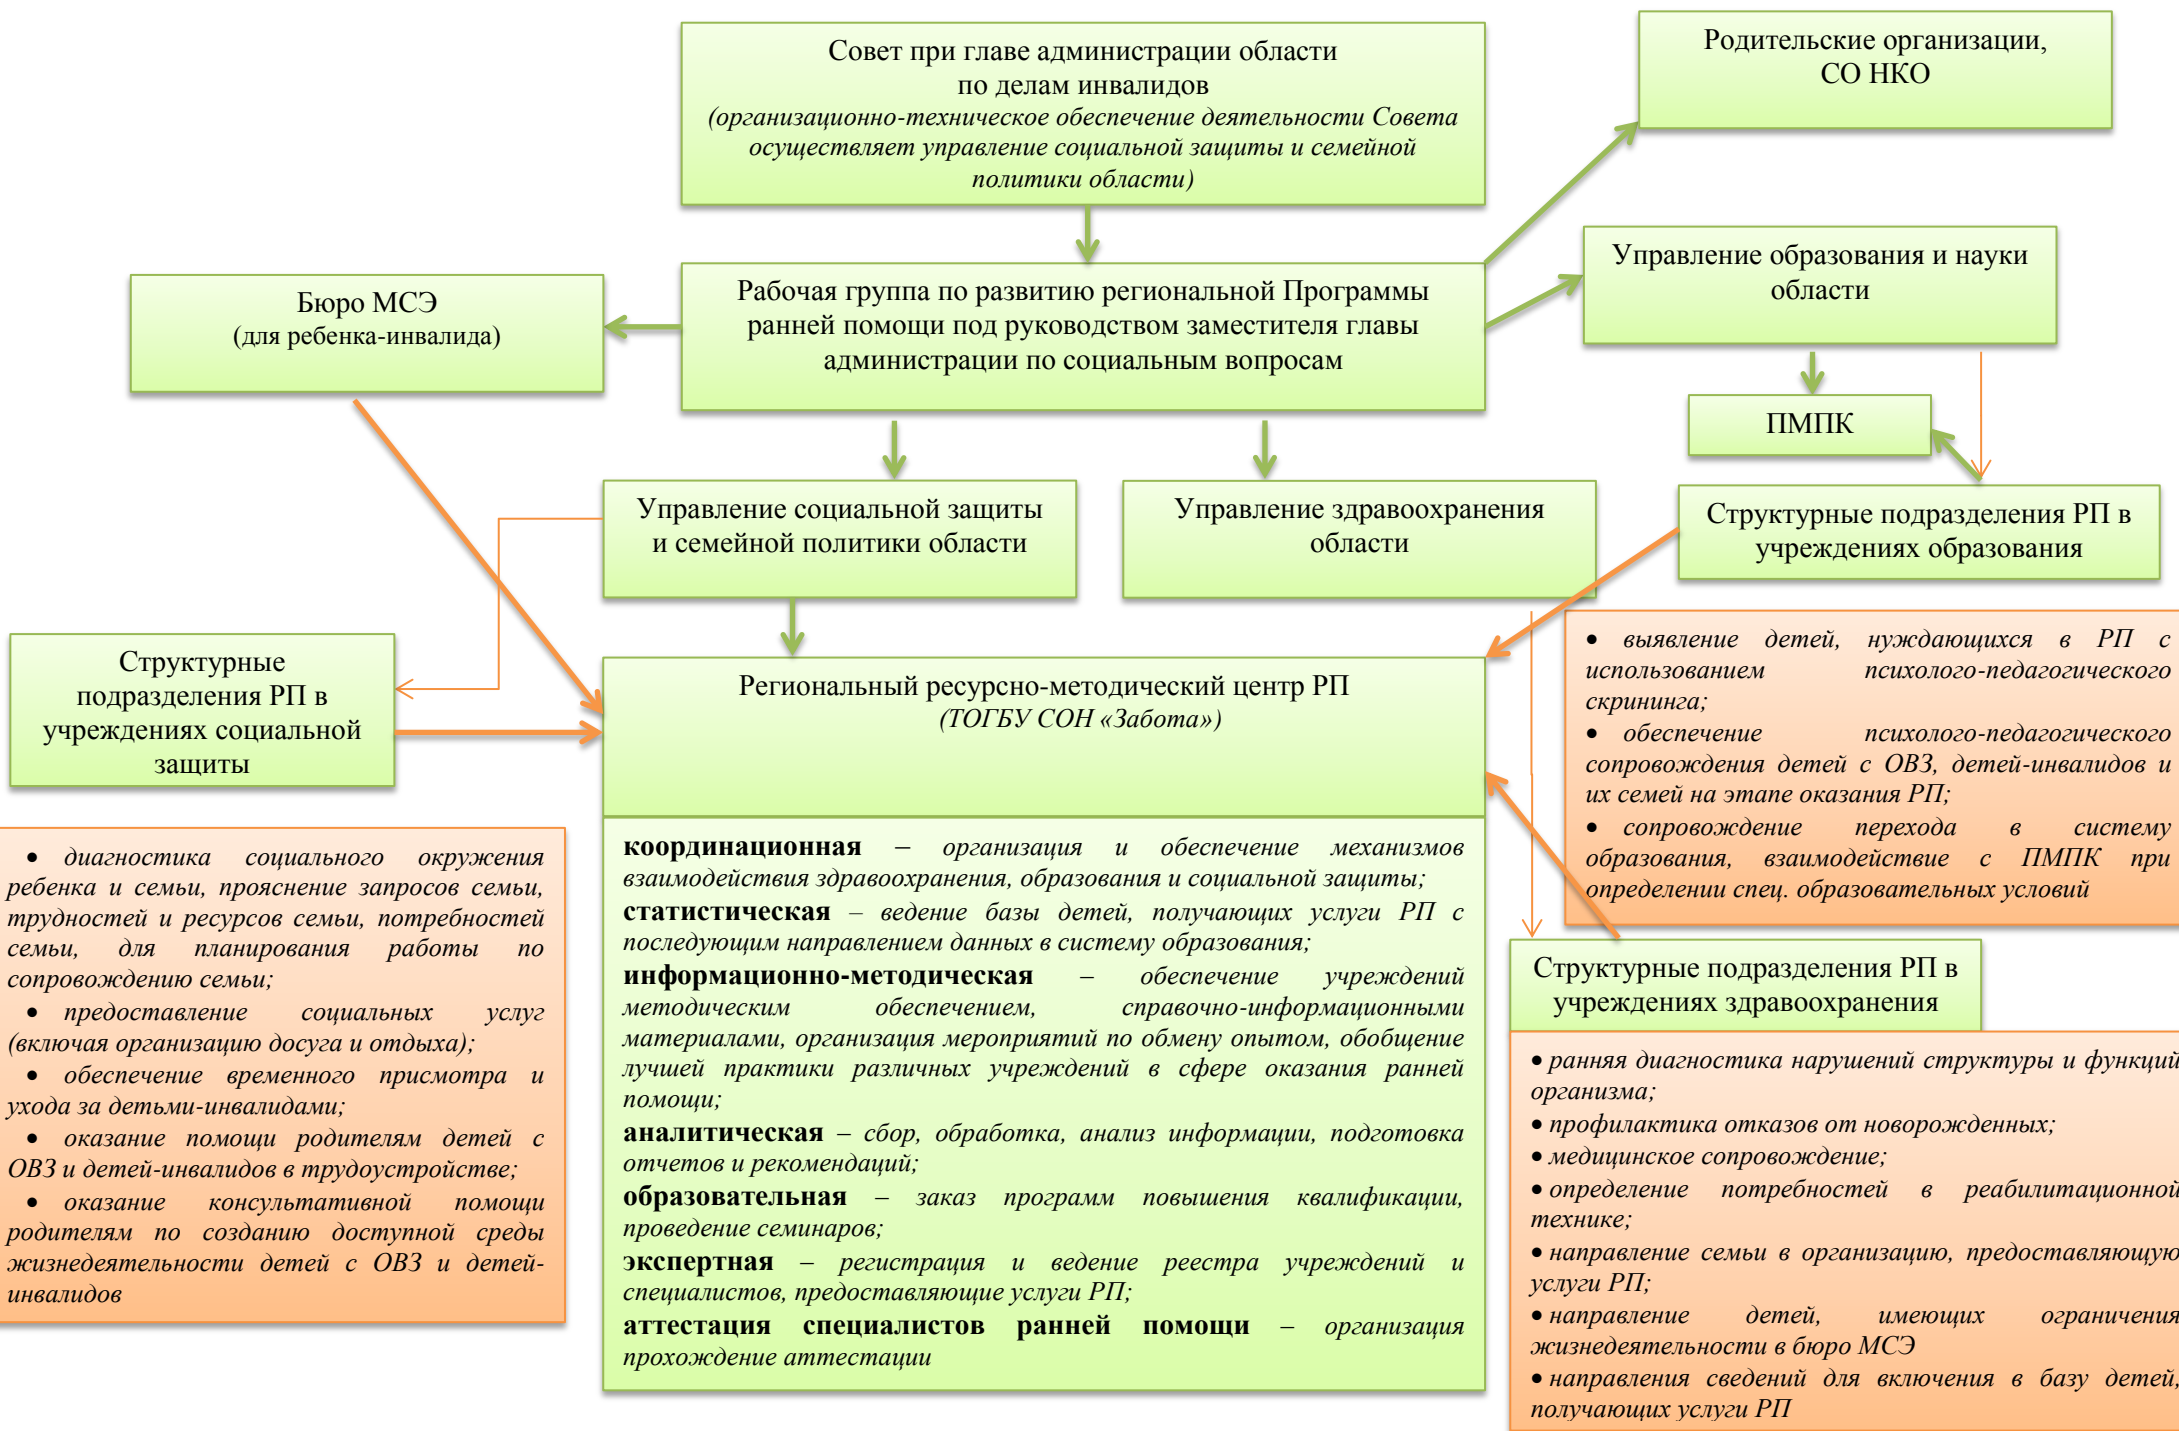 Совет при главе администрации области
по делам инвалидов
(организационно-техническое обеспечение деятельности Совета
осуществляет управление социальной защиты и семейной
политики области)
Родительские организации,
СО НКО
Управление образования и науки
области
Бюро МСЭ
(для ребенка-инвалида)
Рабочая группа по развитию региональной Программы
ранней помощи под руководством заместителя главы
администрации по социальным вопросам
ПМПК
Управление социальной защиты
и семейной политики области
Управление здравоохранения
области
Структурные подразделения РП в
учреждениях образования
Структурные
подразделения РП в
учреждениях социальной
защиты
Региональный ресурсно-методический центр РП
(ТОГБУ СОН «Забота»)
• выявление детей, нуждающихся в РП с
использованием психолого-педагогического
скрининга;
• обеспечение психолого-педагогического
сопровождения детей с ОВЗ, детей-инвалидов и
их семей на этапе оказания РП;
• сопровождение перехода в систему
образования, взаимодействие с ПМПК при
определении спец. образовательных условий
• диагностика социального окружения
ребенка и семьи, прояснение запросов семьи,
трудностей и ресурсов семьи, потребностей
семьи, для планирования работы по
сопровождению семьи;
• предоставление социальных услуг
(включая организацию досуга и отдыха);
• обеспечение временного присмотра и
ухода за детьми-инвалидами;
• оказание помощи родителям детей с
ОВЗ и детей-инвалидов в трудоустройстве;
• оказание консультативной помощи
родителям по созданию доступной среды
жизнедеятельности детей с ОВЗ и детей-
инвалидов
координационная – организация и обеспечение механизмов
взаимодействия здравоохранения, образования и социальной защиты;
статистическая – ведение базы детей, получающих услуги РП с
последующим направлением данных в систему образования;
информационно-методическая – обеспечение учреждений
методическим обеспечением, справочно-информационными
материалами, организация мероприятий по обмену опытом, обобщение
лучшей практики различных учреждений в сфере оказания ранней
помощи;
аналитическая – сбор, обработка, анализ информации, подготовка
отчетов и рекомендаций;
образовательная – заказ программ повышения квалификации,
проведение семинаров;
экспертная – регистрация и ведение реестра учреждений и
специалистов, предоставляющие услуги РП;
аттестация специалистов ранней помощи – организация
прохождение аттестации
Структурные подразделения РП в
учреждениях здравоохранения
• ранняя диагностика нарушений структуры и функций
организма;
• профилактика отказов от новорожденных;
• медицинское сопровождение;
• определение потребностей в реабилитационной
технике;
• направление семьи в организацию, предоставляющую
услуги РП;
• направление детей, имеющих ограничения
жизнедеятельности в бюро МСЭ
• направления сведений для включения в базу детей,
получающих услуги РП